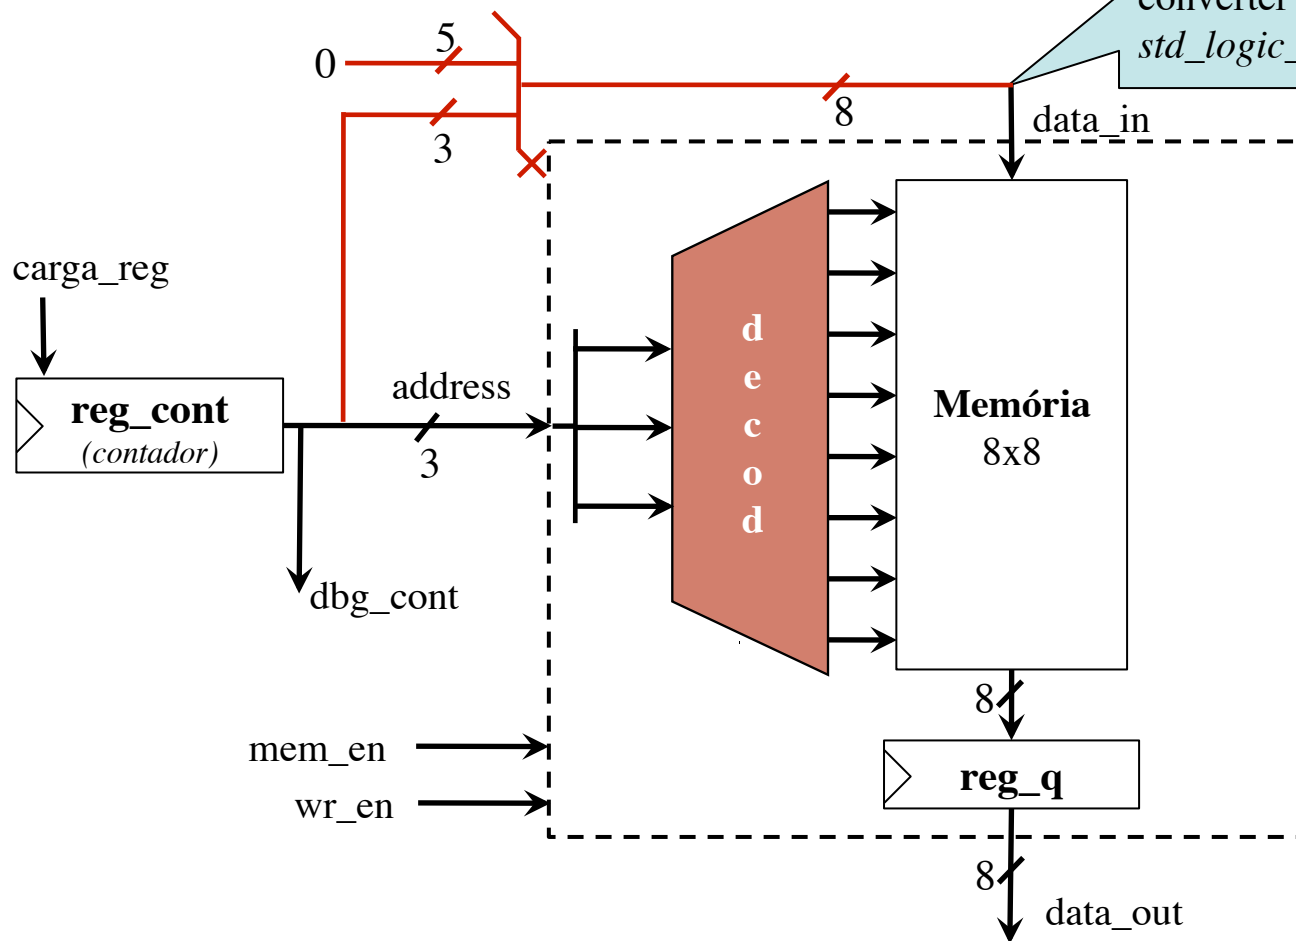 converter
std_logic_
5
0
8
3
data_in
carga_reg
d
e
c
o
d
address
reg_cont
(contador)
3
Memória
8x8
dbg_cont
8
mem_en
reg_q
wr_en
8
data_out